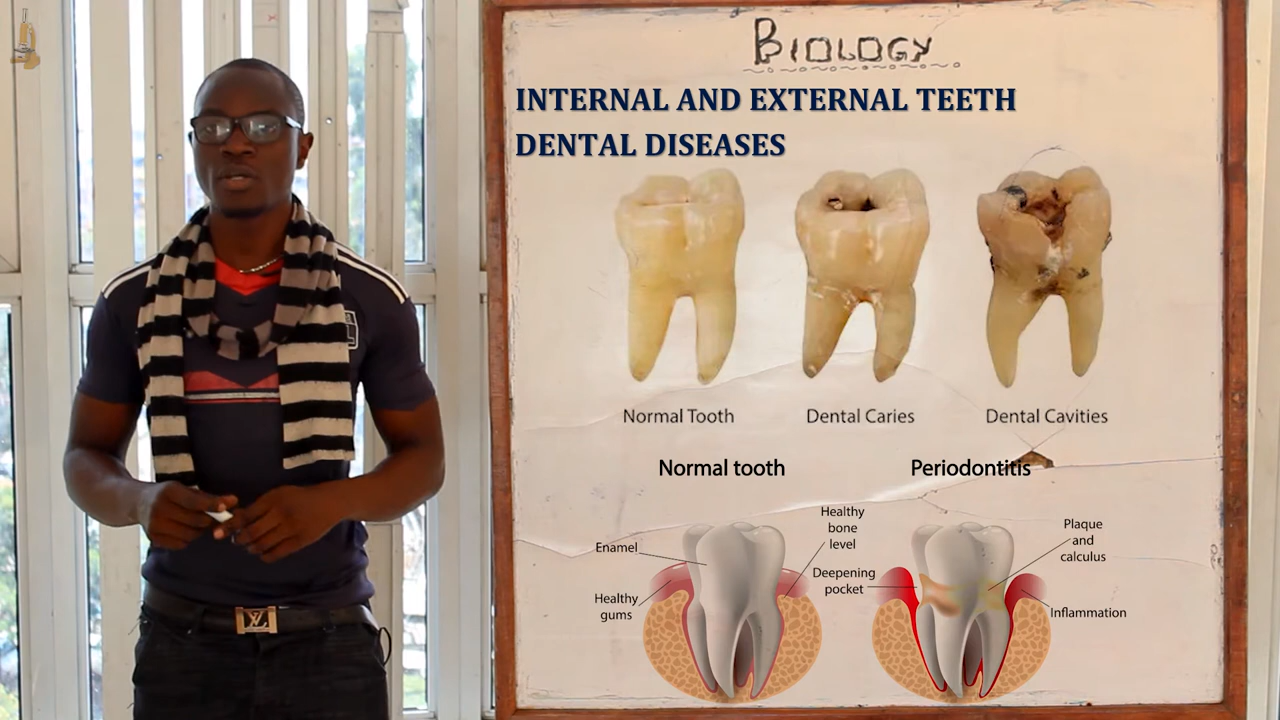 BIOLOGY
INTERNAL AND EXTERNAL TEETH
DENTAL DISEASES
Normal Tooth
Dental Caries
Dental Cavities
Normal tooth
Periodontitis
Enamel
Healthy
gums
Healthy
bone
level
Deepening
pocket
Plaque
and
calculus
Inflammation